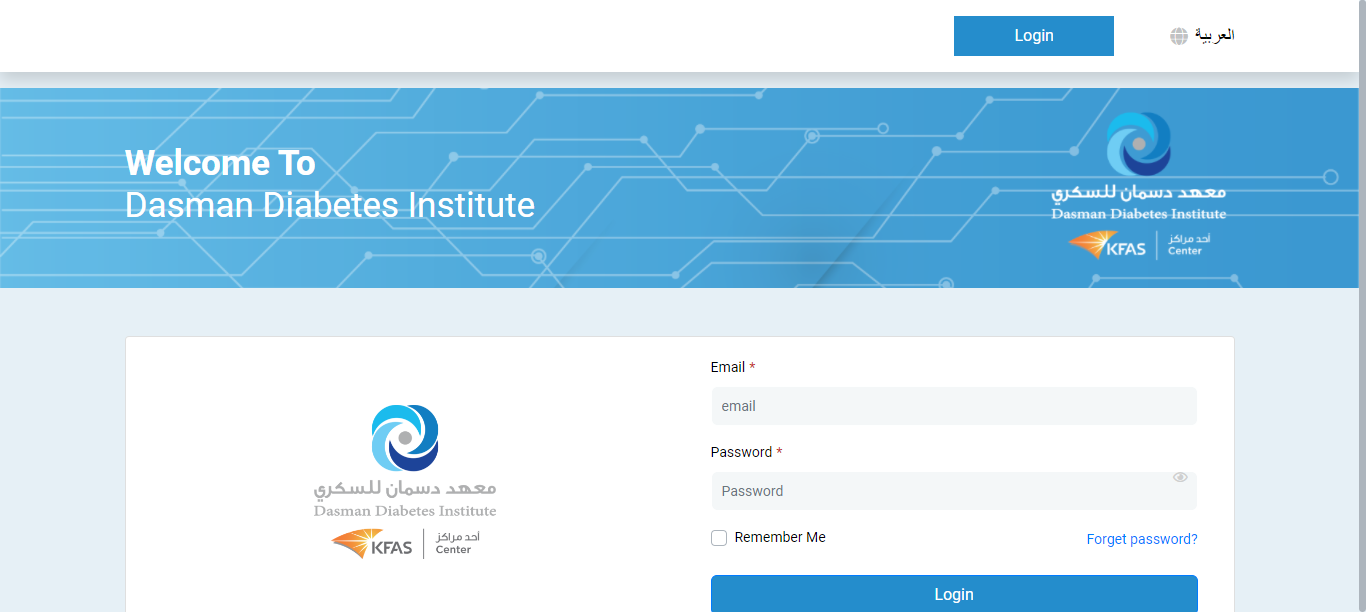 Login
العربية
Welcome To
Dasman Diabetes Institute
معهد دسمان للسكري
Dasman Diabetes Institute
KFAS
أحد مراكز
Center
Email *
email
Password *
Password
Remember Me
Forget password?
Login
معهد دسمان للسكري
Dasman Diabetes Institute
KFAS
أحد مراكز
Center